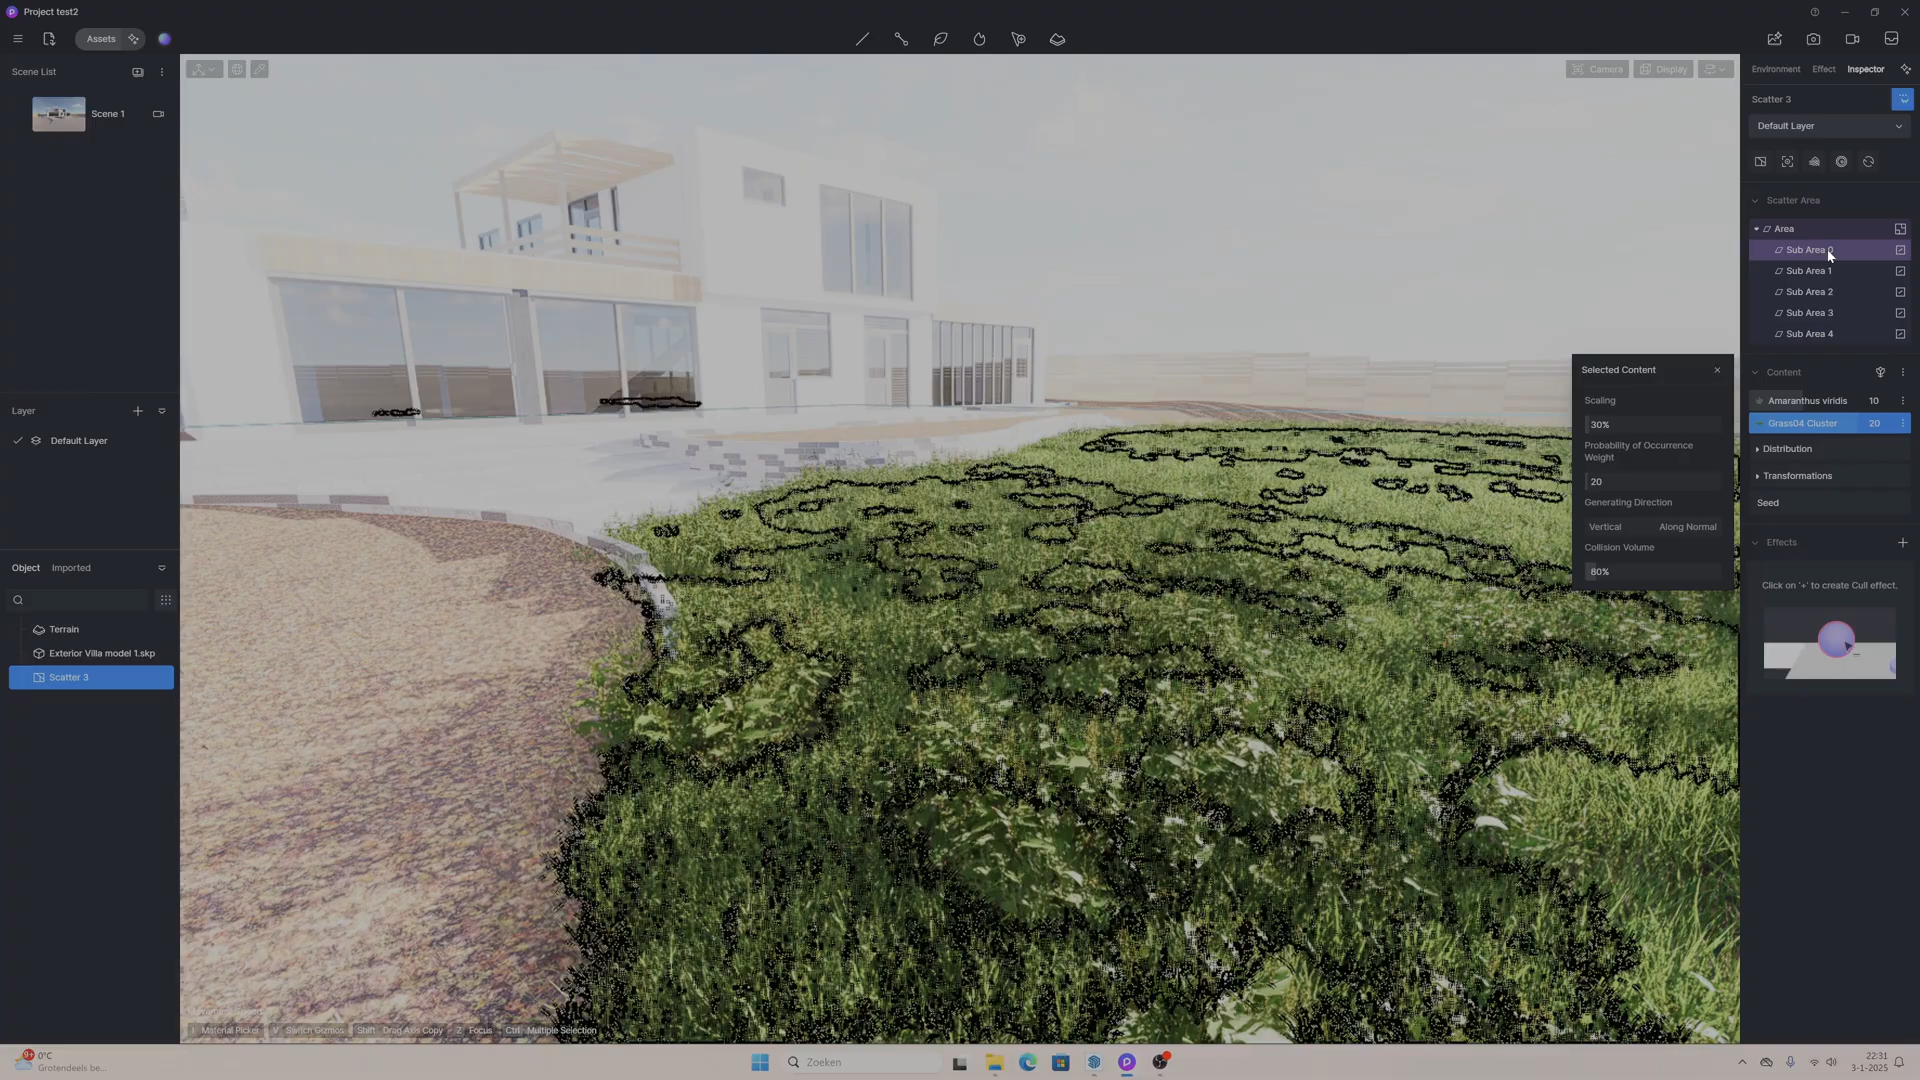 Project test2
Assets
Scene List
Scene 1
Camera
Display
Environment
Effect
Inspector
Scatter 3
Default Layer
Scatter Area
Area
Sub Area 0
Sub Area 1
Sub Area 2
Sub Area 3
Sub Area 4
Content
Amaranthus viridis 10
Grass04 Cluster 20
Distribution
Transformations
Seed
Effects
Click on '+' to create Cull effect.
Selected Content
Scaling
30%
Probability of Occurrence
Weight
20
Generating Direction
Vertical Along Normal
Collision Volume
80%
Layer
Default Layer
Object Imported
Terrain
Exterior Villa model 1.skp
Scatter 3
I Material Picker V Switch Gizmos Shift Drag Axis Copy Z Focus Ctrl Multiple Selection
9+
0°C
Grotendeels be...
Zoeken
22:31
3-1-2025